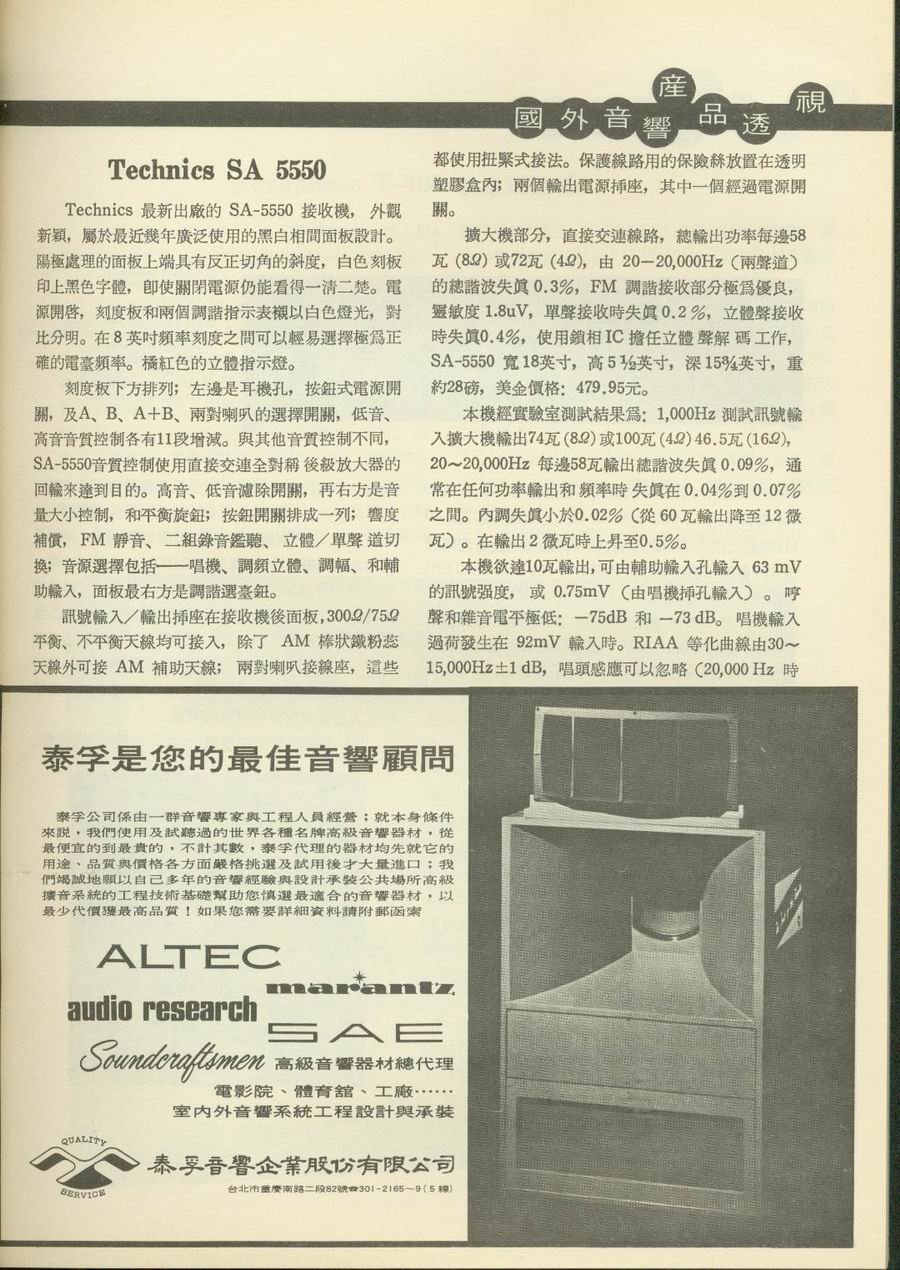 國外音響産品透視
Technics SA 5550
Technics 最新出廠的 SA-5550 接收機，外觀
新穎，屬於最近幾年廣泛使用的黑白相間面板設計。
陽極處理的面板上端具有反正切角的斜度，白色刻板
印上黑色字體，卽使關閉電源仍能看得一淸二楚。電
源開啓，刻度板和兩個調諧指示表襯以白色燈光，對
比分明。在8英吋頻率刻度之間可以輕易選擇極爲正
確的電臺頻率。橘紅色的立體指示燈。
刻度板下方排列；左邊是耳機孔，按鈕式電源開
關，及A、B、A＋B、兩對喇叭的選擇開關，低音、
高音音質控制各有11段增減。與其他音質控制不同，
SA-5550音質控制使用直接交連全對稱後級放大器的
回輸來達到目的。高音、低音濾除開關，再右方是音
量大小控制，和平衡旋鈕；按鈕開關排成一列；響度
補償，FM 靜音、二組錄音鑑聽、立體／單聲道切
換；音源選擇包括——唱機、調頻立體、調幅、和輔
助輸入，面板最右方是調諧選臺鈕。
訊號輸入／輸出揷座在接收機後面板，300Ω/75Ω
平衡、不平衡天線均可接入，除了 AM 棒狀鐵粉蕊
天線外可接 AM 補助天線；兩對喇叭接線座，這些
都使用扭緊式接法。保護線路用的保險絲放置在透明
塑膠盒內；兩個輸出電源揷座，其中一個經過電源開
關。
擴大機部分，直接交連線路，總輸出功率每邊58
瓦 (8Ω) 或72瓦 (4Ω)，由 20－20,000Hz（兩聲道）
的總諧波失眞 0.3%，FM 調諧接收部分極爲優良，
靈敏度 1.8uV，單聲接收時失眞 0.2 %，立體聲接收
時失眞0.4%，使用鎖相 IC 擔任立體聲解碼工作，
SA-5550 寬18英寸，高 5½英寸，深 15¾英寸，重
約28磅，美金價格：479.95元。
本機經實驗室測試結果爲：1,000Hz 測試訊號輸
入擴大機輸出74瓦 (8Ω) 或100瓦 (4Ω) 46.5瓦 (16Ω)，
20～20,000Hz 每邊58瓦輸出總諧波失眞 0.09%，通
常在任何功率輸出和頻率時失眞在 0.04%到 0.07%
之間。內調失眞小於0.02%（從 60 瓦輸出降至 12 微
瓦）。在輸出 2 微瓦時上昇至0.5%。
本機欲達10瓦輸出，可由輔助輸入孔輸入 63 mV
的訊號强度，或 0.75mV（由唱機揷孔輸入）。哼
聲和雜音電平極低：－75dB 和 －73 dB。唱機輸入
過荷發生在 92mV 輸入時。RIAA 等化曲線由30～
15,000Hz±1 dB，唱頭感應可以忽略（20,000 Hz 時
泰孚是您的最佳音響顧問
泰孚公司係由一群音響專家與工程人員經營；就本身條件
來說，我們使用及試聽過的世界各種名牌高級音響器材，從
最便宜的到最貴的，不計其數，泰孚代理的器材均先就它的
用途、品質與價格各方面嚴格挑選及試用後才大量進口；我
們竭誠地願以自己多年的音響經驗與設計承裝公共場所高級
擴音系統的工程技術基礎幫助您慎選最適合的音響器材，以
最少代價獲最高品質！如果您需要詳細資料請附郵函索
ALTEC
marantz
audio research
SAE
Soundcraftsmen 高級音響器材總代理
電影院、體育舘、工廠……
室內外音響系統工程設計與承裝
QUALITY
SERVICE
泰孚音響企業股份有限公司
台北市重慶南路二段82號☎301-2165～9（5線）